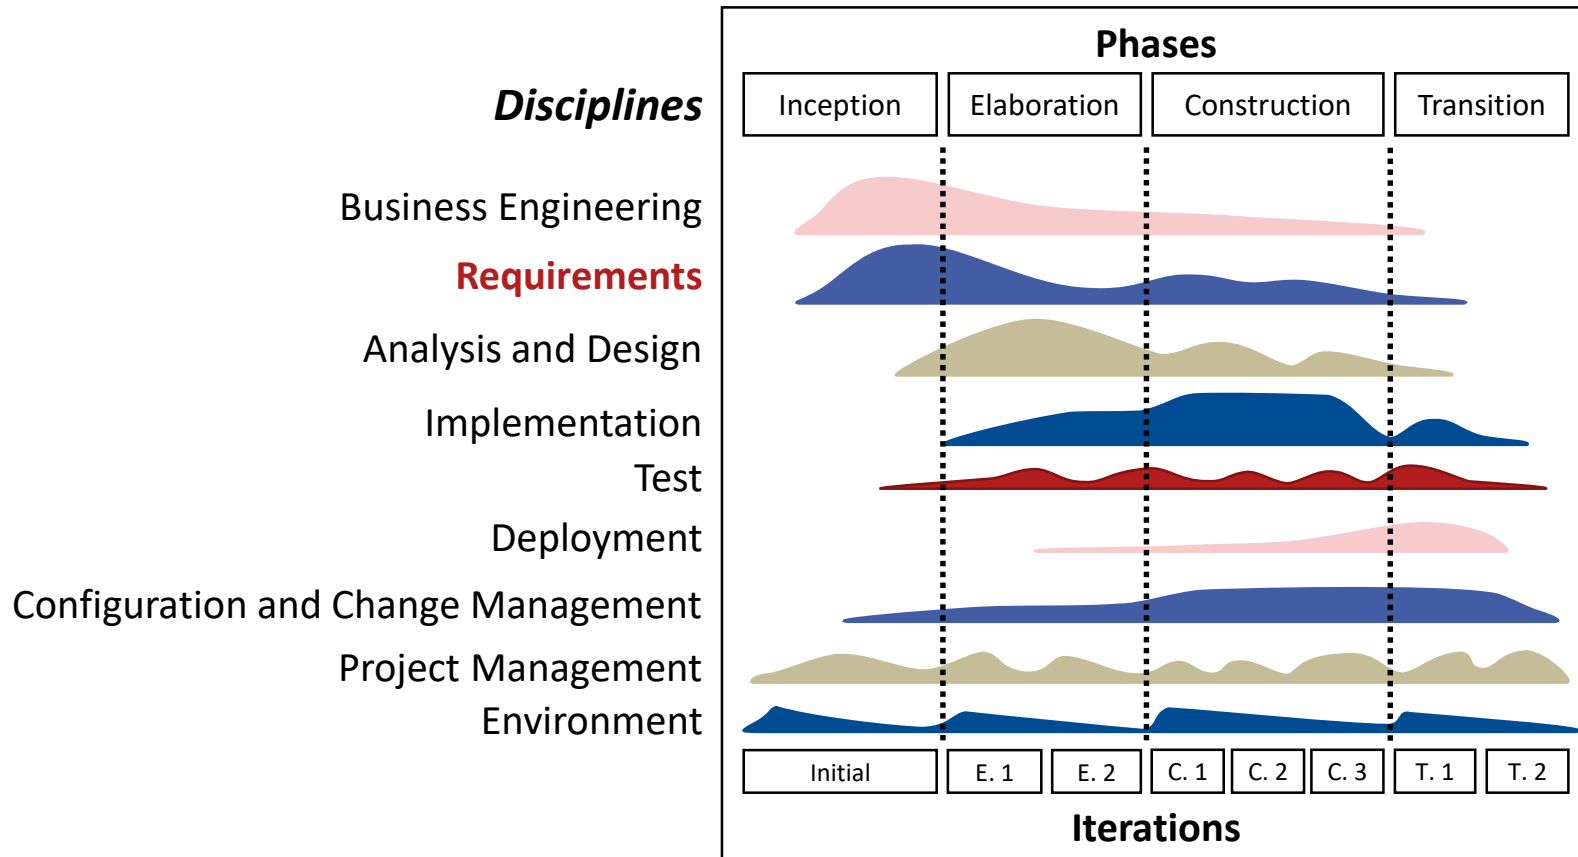 Phases
Disciplines
Inception
Elaboration
Construction
Transition
Business Engineering
Requirements
Analysis and Design
Implementation
Test
Deployment
Configuration and Change Management
Project Management
Environment
Initial
E. 1
E. 2
C. 1
C. 2
C. 3
T. 1
T. 2
Iterations